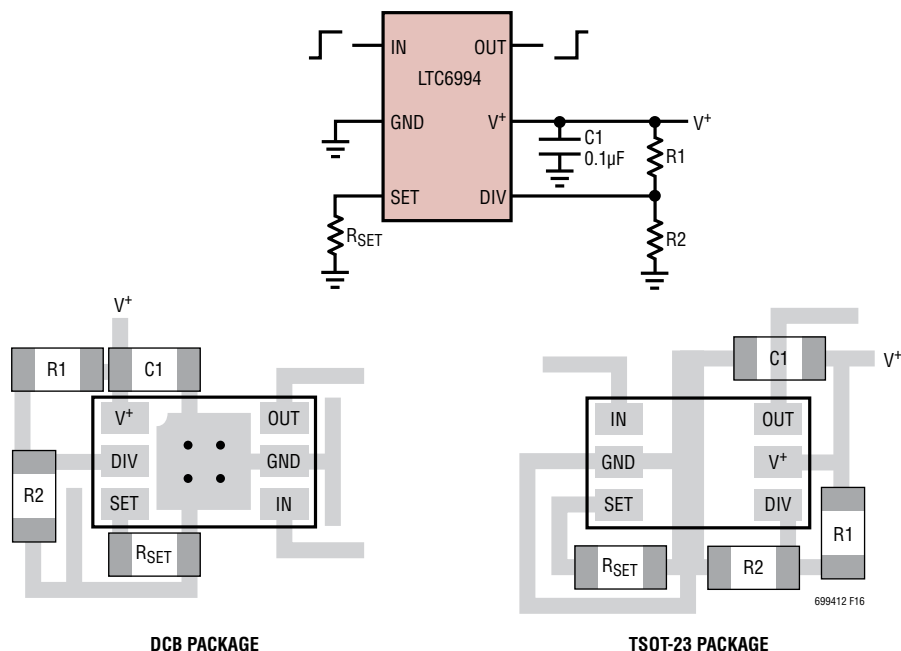 IN OUT
LTC6994
GND V+ V+
C1
0.1µF
R1
SET DIV
RSET
R2
V+
R1 C1
V+ OUT
DIV GND
R2
SET IN
RSET
DCB PACKAGE
C1 V+
IN OUT
GND V+
SET DIV
R1
RSET R2
699412 F16
TSOT-23 PACKAGE